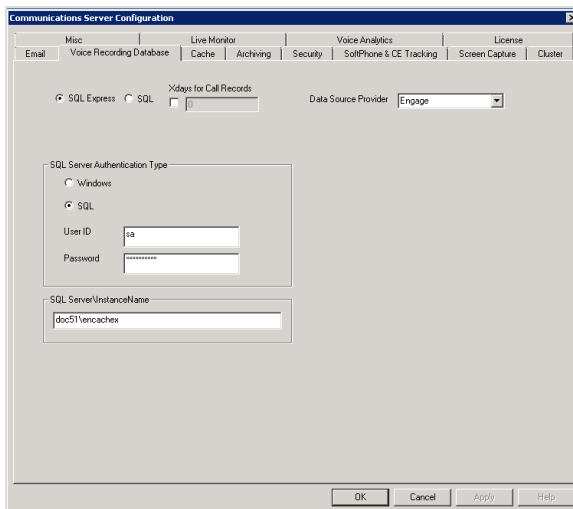 Communications Server Configuration
Misc Live Monitor Voice Analytics License
Email Voice Recording Database Cache Archiving Security SoftPhone & CE Tracking Screen Capture Cluster
Xdays for Call Records
SQL Express SQL 0 Data Source Provider Engage
SQL Server Authentication Type
Windows
SQL
User ID sa
Password **********
SQL Server\InstanceName
doc51\encachex
OK Cancel Apply Help